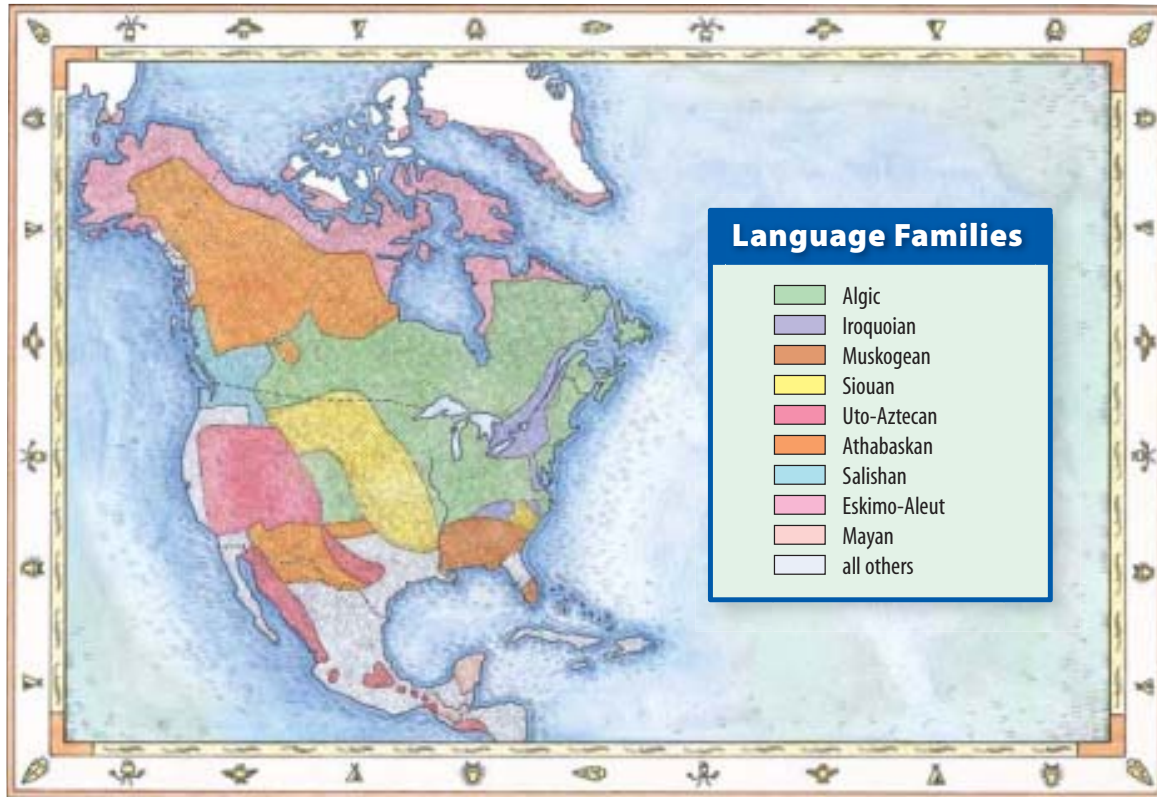 Language Families
Algic
Iroquoian
Muskogean
Siouan
Uto-Aztecan
Athabaskan
Salishan
Eskimo-Aleut
Mayan
all others